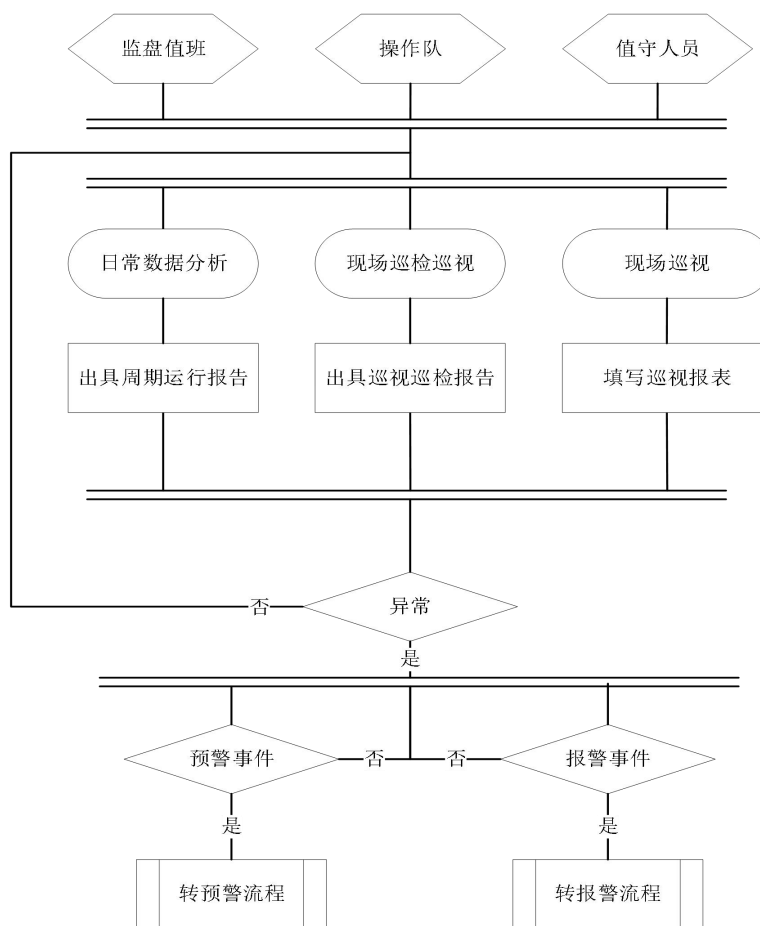 监盘值班
操作队
值守人员
日常数据分析
现场巡检巡视
现场巡视
出具周期运行报告
出具巡视巡检报告
填写巡视报表
否
异常
是
预警事件
否
否
报警事件
是
是
转预警流程
转报警流程